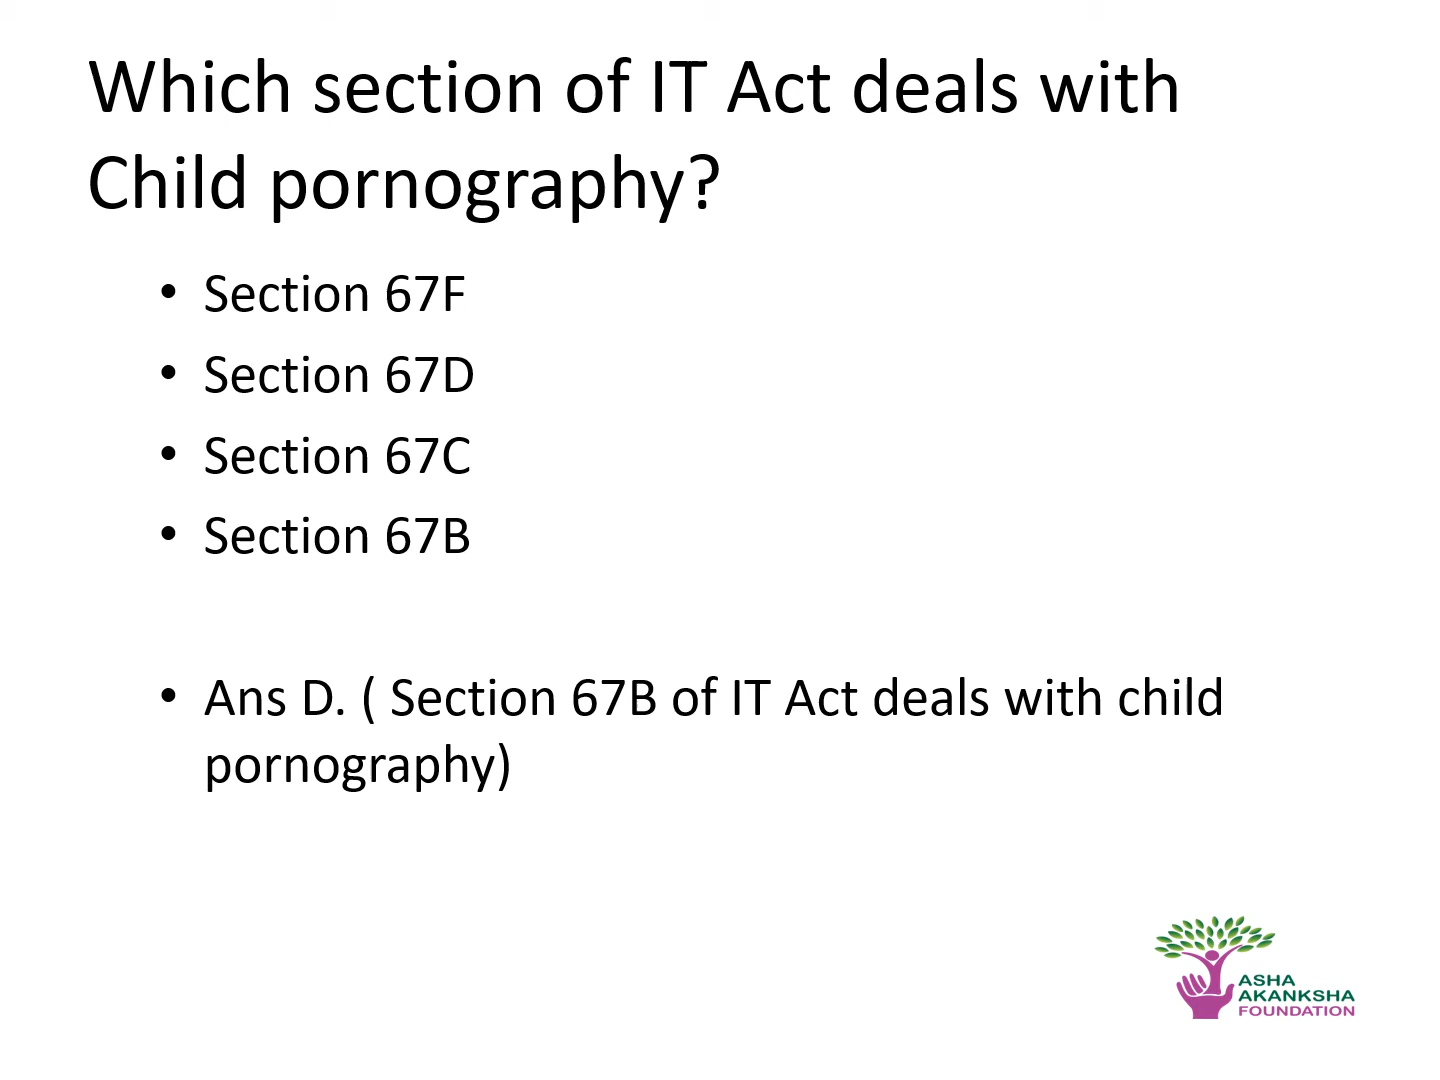 Which section of IT Act deals with
Child pornography?
• Section 67F
• Section 67D
• Section 67C
• Section 67B
• Ans D. ( Section 67B of IT Act deals with child
pornography)
ASHA
AKANKSHA
FOUNDATION